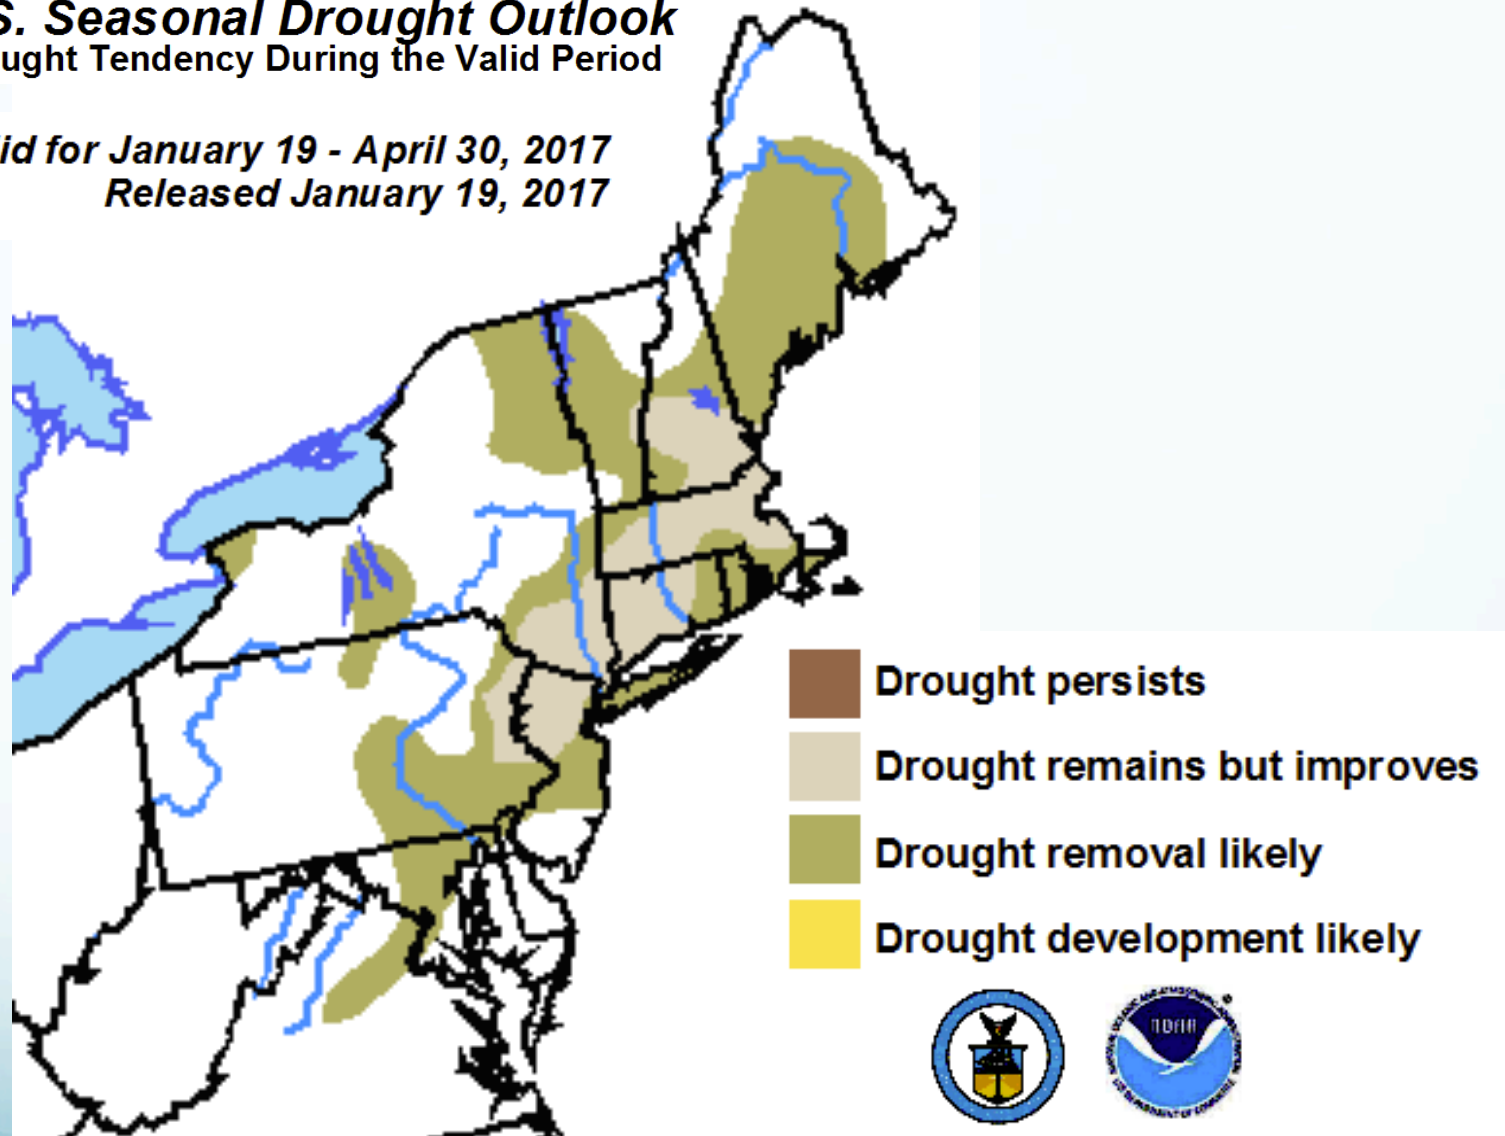 S. Seasonal Drought Outlook
ught Tendency During the Valid Period
id for January 19 - April 30, 2017
Released January 19, 2017
Drought persists
Drought remains but improves
Drought removal likely
Drought development likely